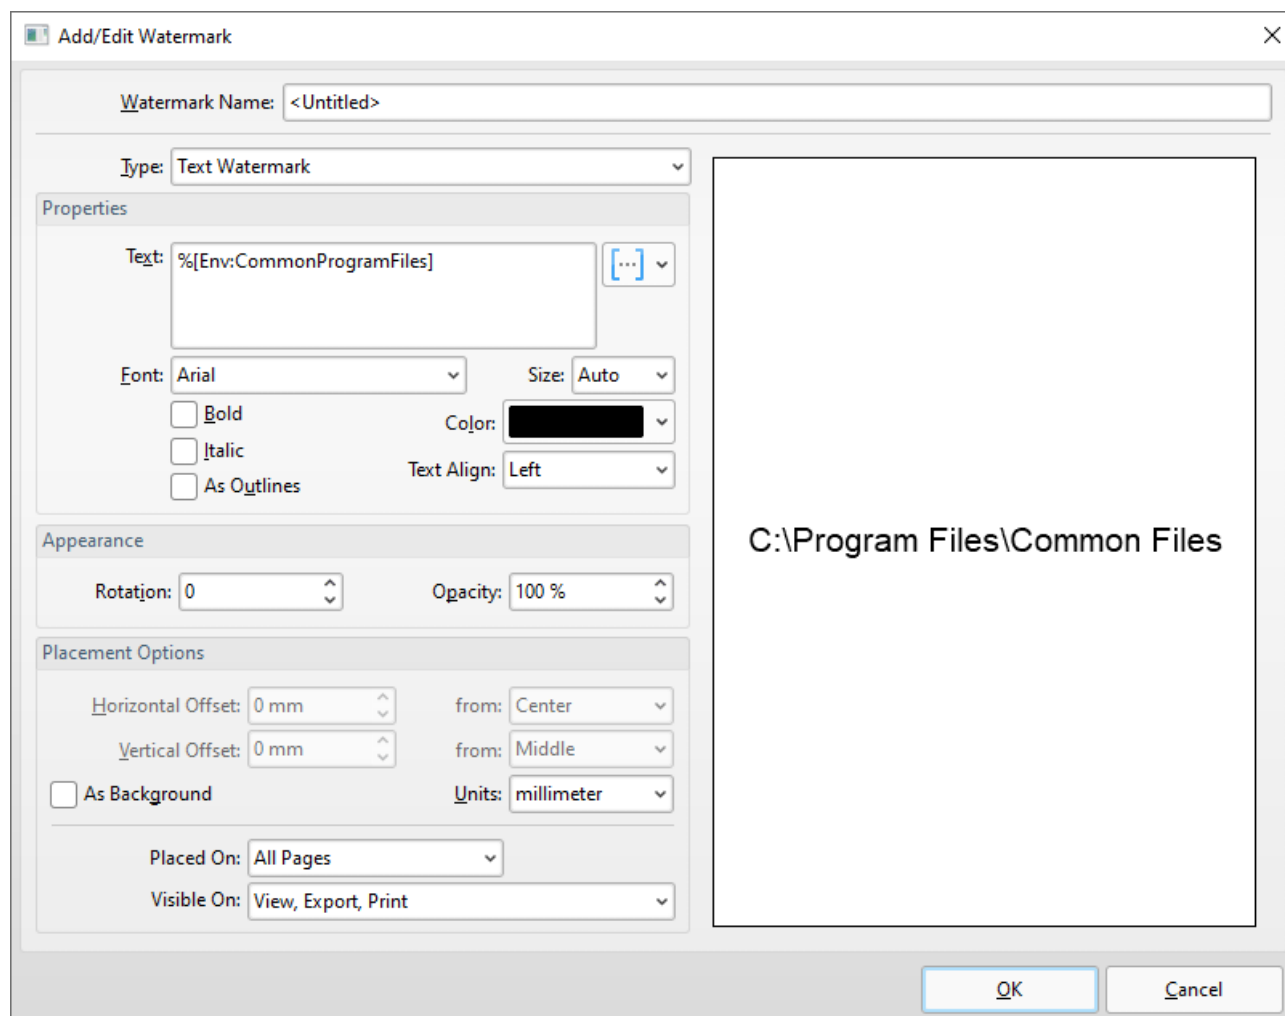 Add/Edit Watermark
Watermark Name: <Untitled>
Type: Text Watermark
Properties
Text: %[Env:CommonProgramFiles]
[...]
Font: Arial
Size: Auto
Bold
Color:
Italic
Text Align: Left
As Outlines
Appearance
Rotation: 0
Opacity: 100 %
Placement Options
Horizontal Offset: 0 mm
from: Center
Vertical Offset: 0 mm
from: Middle
As Background
Units: millimeter
Placed On: All Pages
Visible On: View, Export, Print
C:\Program Files\Common Files
OK
Cancel